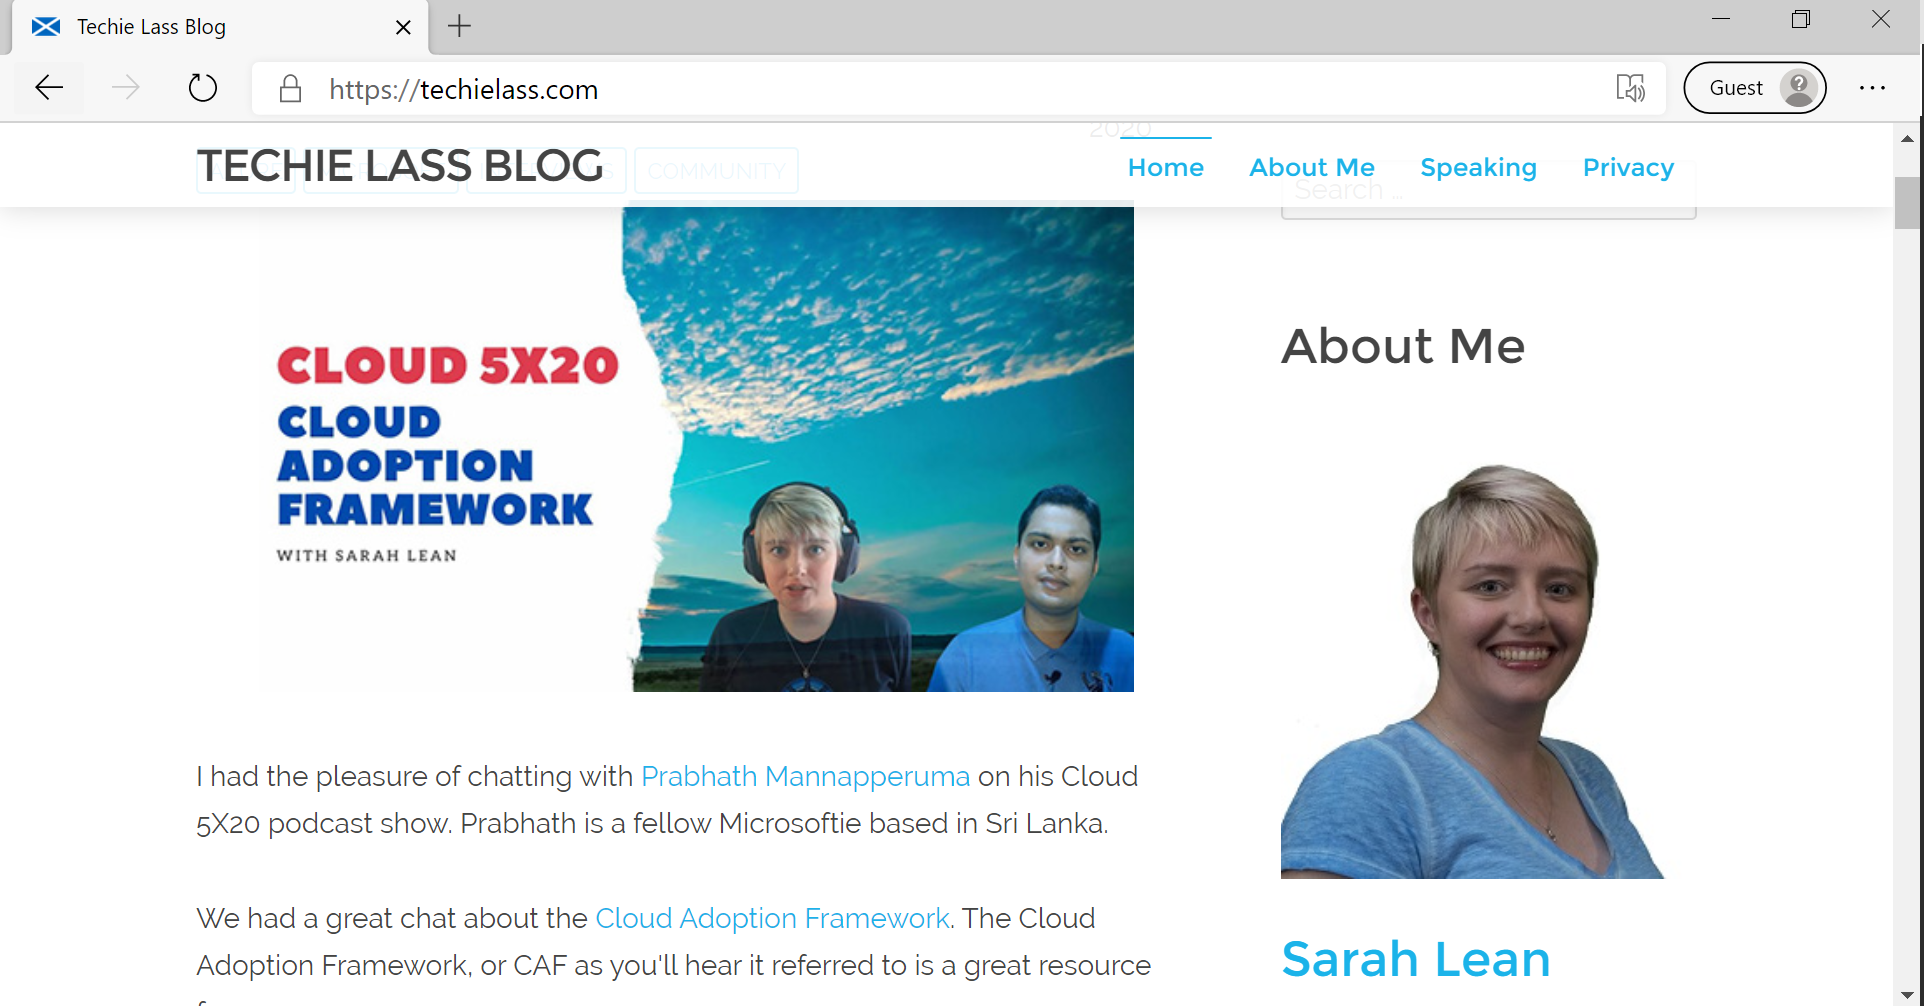 Techie Lass Blog
https://techielass.com
Guest
2020
TECHIE LASS BLOG
COMMUNITY
Home
About Me
Speaking
Privacy
Search ...
CLOUD 5X20
CLOUD
ADOPTION
FRAMEWORK
WITH SARAH LEAN
I had the pleasure of chatting with Prabhath Mannapperuma on his Cloud
5X20 podcast show. Prabhath is a fellow Microsoftie based in Sri Lanka.
We had a great chat about the Cloud Adoption Framework. The Cloud
Adoption Framework, or CAF as you'll hear it referred to is a great resource
About Me
Sarah Lean